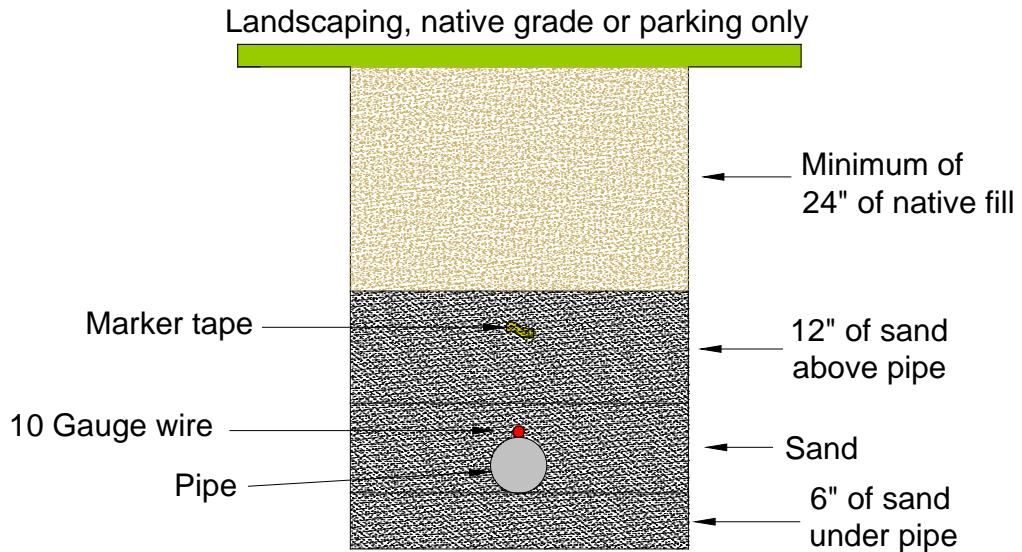 Landscaping, native grade or parking only
Minimum of
24" of native fill
Marker tape
12" of sand
above pipe
10 Gauge wire
Sand
Pipe
6" of sand
under pipe